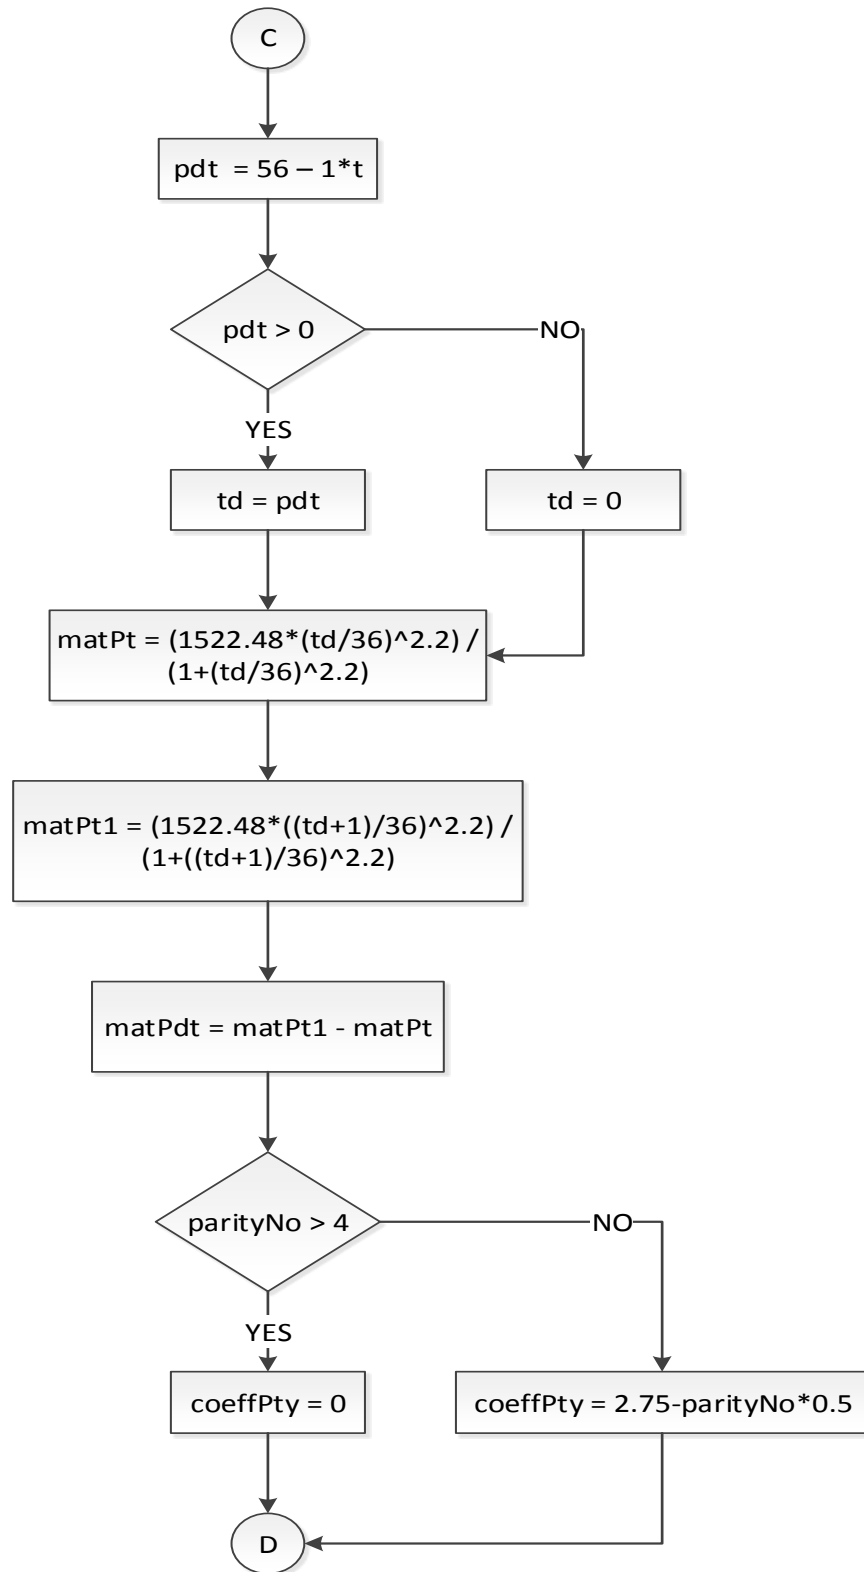 C
pdt = 56 – 1*t
pdt > 0
NO
YES
td = pdt
td = 0
matPt = (1522.48*(td/36)^2.2) /
(1+(td/36)^2.2)
matPt1 = (1522.48*((td+1)/36)^2.2) /
(1+((td+1)/36)^2.2)
matPdt = matPt1 - matPt
parityNo > 4
NO
YES
coeffPty = 0
coeffPty = 2.75-parityNo*0.5
D